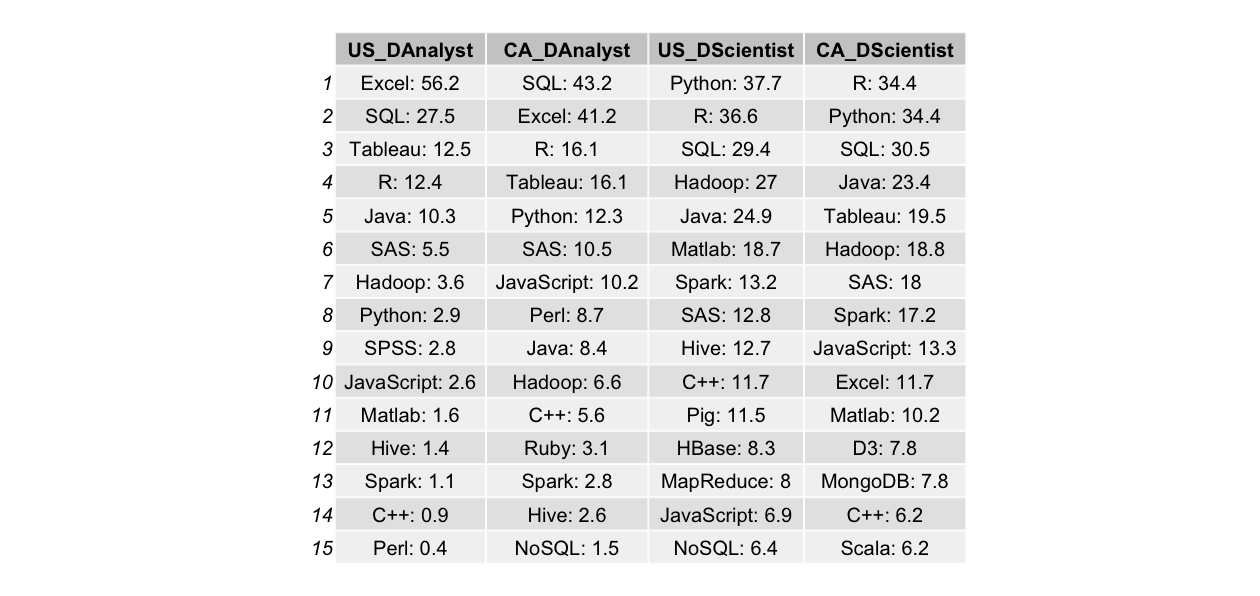 US_DAnalyst CA_DAnalyst US_DScientist CA_DScientist
1 Excel: 56.2 SQL: 43.2 Python: 37.7 R: 34.4
2 SQL: 27.5 Excel: 41.2 R: 36.6 Python: 34.4
3 Tableau: 12.5 R: 16.1 SQL: 29.4 SQL: 30.5
4 R: 12.4 Tableau: 16.1 Hadoop: 27 Java: 23.4
5 Java: 10.3 Python: 12.3 Java: 24.9 Tableau: 19.5
6 SAS: 5.5 SAS: 10.5 Matlab: 18.7 Hadoop: 18.8
7 Hadoop: 3.6 JavaScript: 10.2 Spark: 13.2 SAS: 18
8 Python: 2.9 Perl: 8.7 SAS: 12.8 Spark: 17.2
9 SPSS: 2.8 Java: 8.4 Hive: 12.7 JavaScript: 13.3
10 JavaScript: 2.6 Hadoop: 6.6 C++: 11.7 Excel: 11.7
11 Matlab: 1.6 C++: 5.6 Pig: 11.5 Matlab: 10.2
12 Hive: 1.4 Ruby: 3.1 HBase: 8.3 D3: 7.8
13 Spark: 1.1 Spark: 2.8 MapReduce: 8 MongoDB: 7.8
14 C++: 0.9 Hive: 2.6 JavaScript: 6.9 C++: 6.2
15 Perl: 0.4 NoSQL: 1.5 NoSQL: 6.4 Scala: 6.2